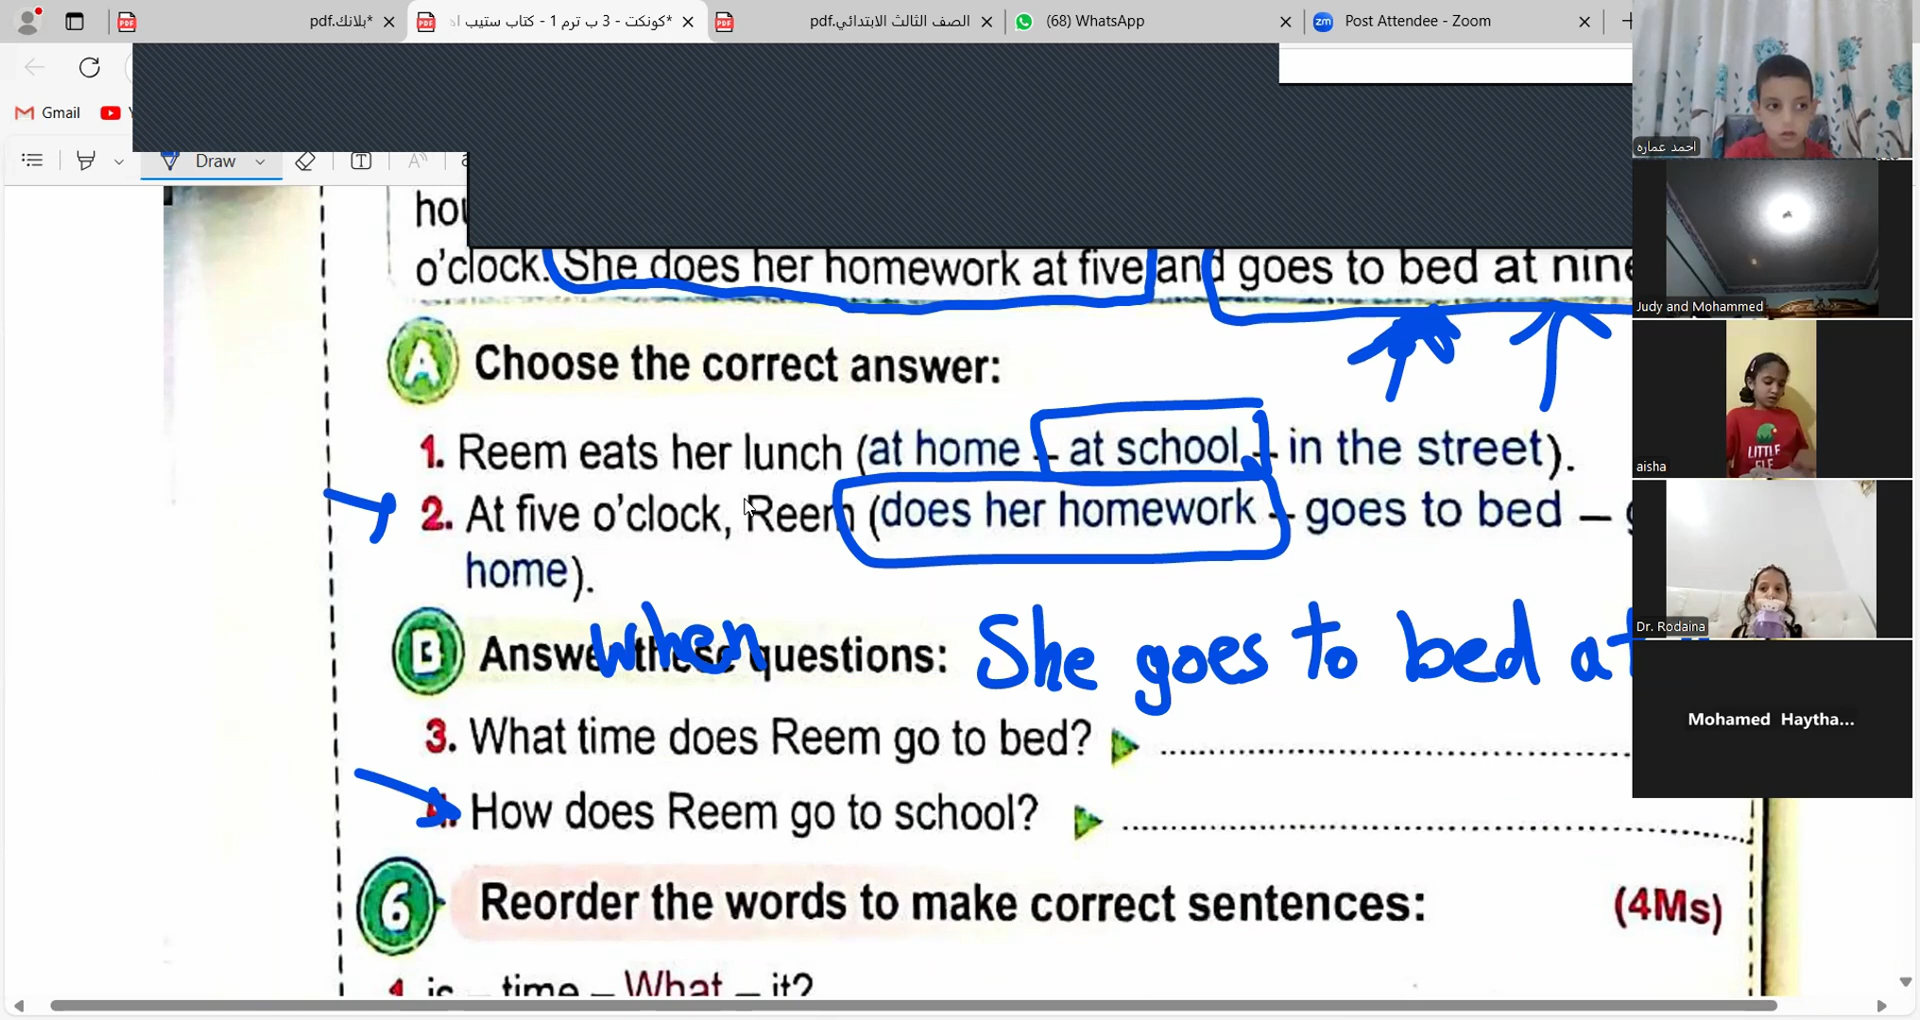 *بلانك.pdf
*كونكت - 3 ب ترم 1 - كتاب ستيب
الصف الثالث الابتدائي.pdf
(68) WhatsApp
Post Attendee - Zoom
Gmail
Draw
احمد عماره
Judy and Mohammed
aisha
Dr. Rodaina
Mohamed Haytha...
o'clock. She does her homework at five and goes to bed at
A Choose the correct answer:
1. Reem eats her lunch (at home – at school – in the street).
2. At five o'clock, Reem (does her homework – goes to bed –
home).
when She goes to bed at
B Answer these questions:
3. What time does Reem go to bed?
4. How does Reem go to school?
6 Reorder the words to make correct sentences: (4Ms)
1. is – time – What – it?